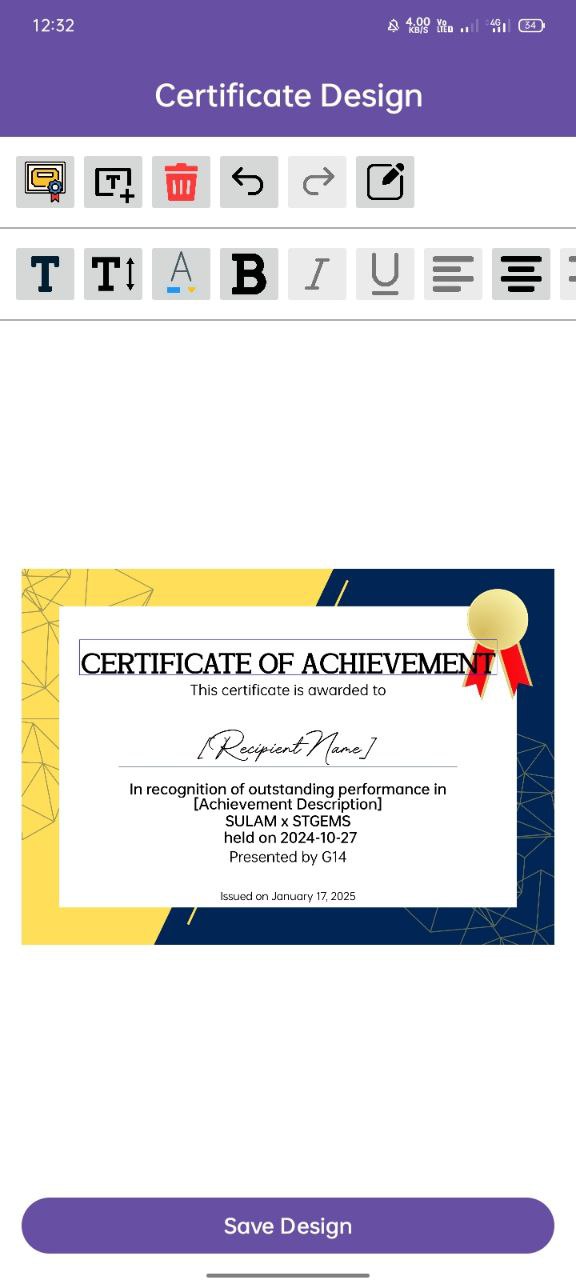 12:32
4.00 KB/S
Vo LTE
4G
54
Certificate Design
T
T
T
A
B
I
U
CERTIFICATE OF ACHIEVEMENT
This certificate is awarded to
[Recipient Name]
In recognition of outstanding performance in
[Achievement Description]
SULAM x STGEMS
held on 2024-10-27
Presented by G14
Issued on January 17, 2025
Save Design